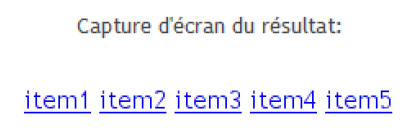 Capture d'écran du résultat:
item1 item2 item3 item4 item5